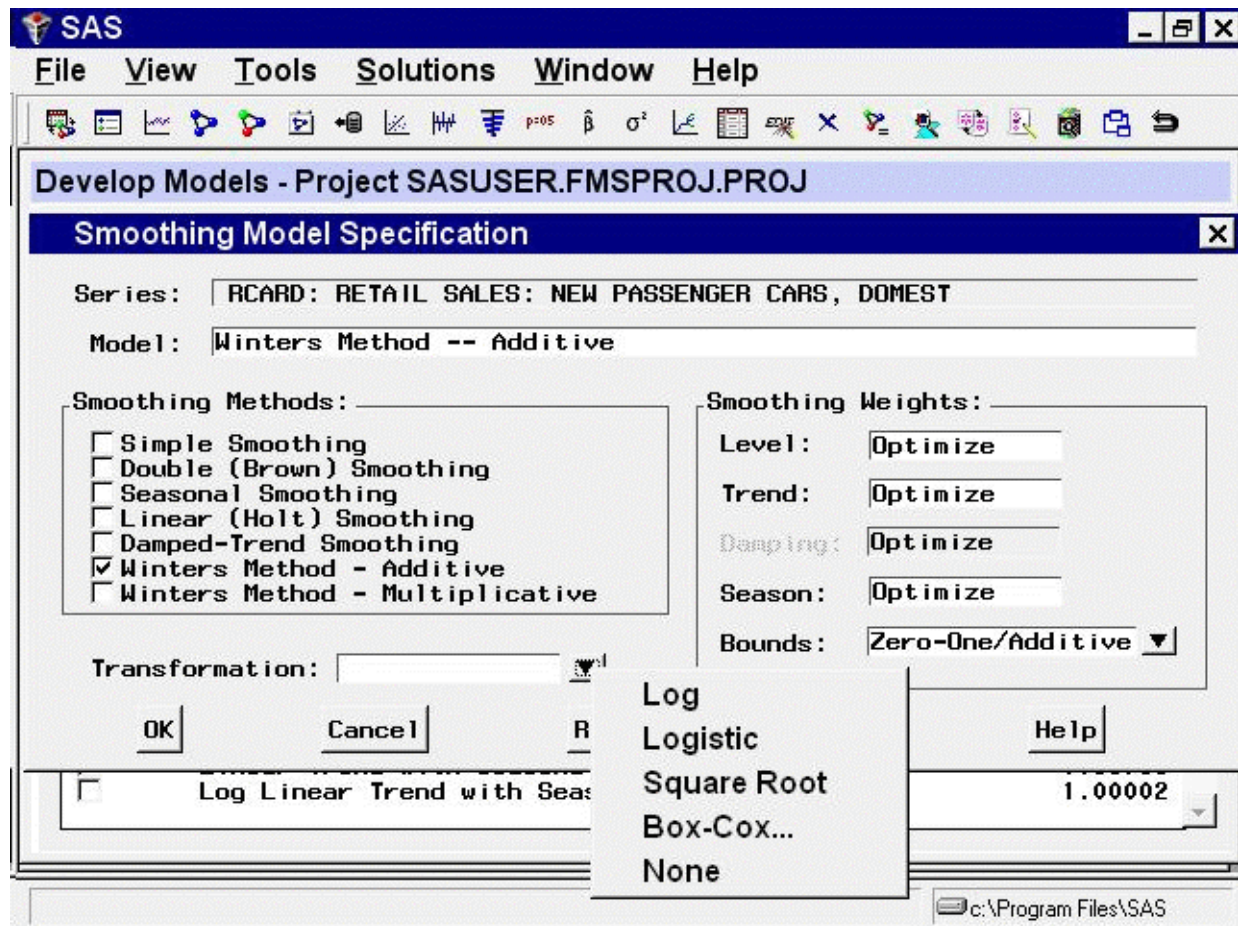 SAS
File View Tools Solutions Window Help
p=05 β̂ σ²
Develop Models - Project SASUSER.FMSPROJ.PROJ
Smoothing Model Specification
Series: RCARD: RETAIL SALES: NEW PASSENGER CARS, DOMEST
Model: Winters Method -- Additive
Smoothing Methods:
Simple Smoothing
Double (Brown) Smoothing
Seasonal Smoothing
Linear (Holt) Smoothing
Damped-Trend Smoothing
Winters Method - Additive
Winters Method - Multiplicative
Smoothing Weights:
Level: Optimize
Trend: Optimize
Damping: Optimize
Season: Optimize
Bounds: Zero-One/Additive
Transformation:
Log
Logistic
Square Root
Box-Cox...
None
OK Cancel R Help
Log Linear Trend with Seas 1.00002
c:\Program Files\SAS